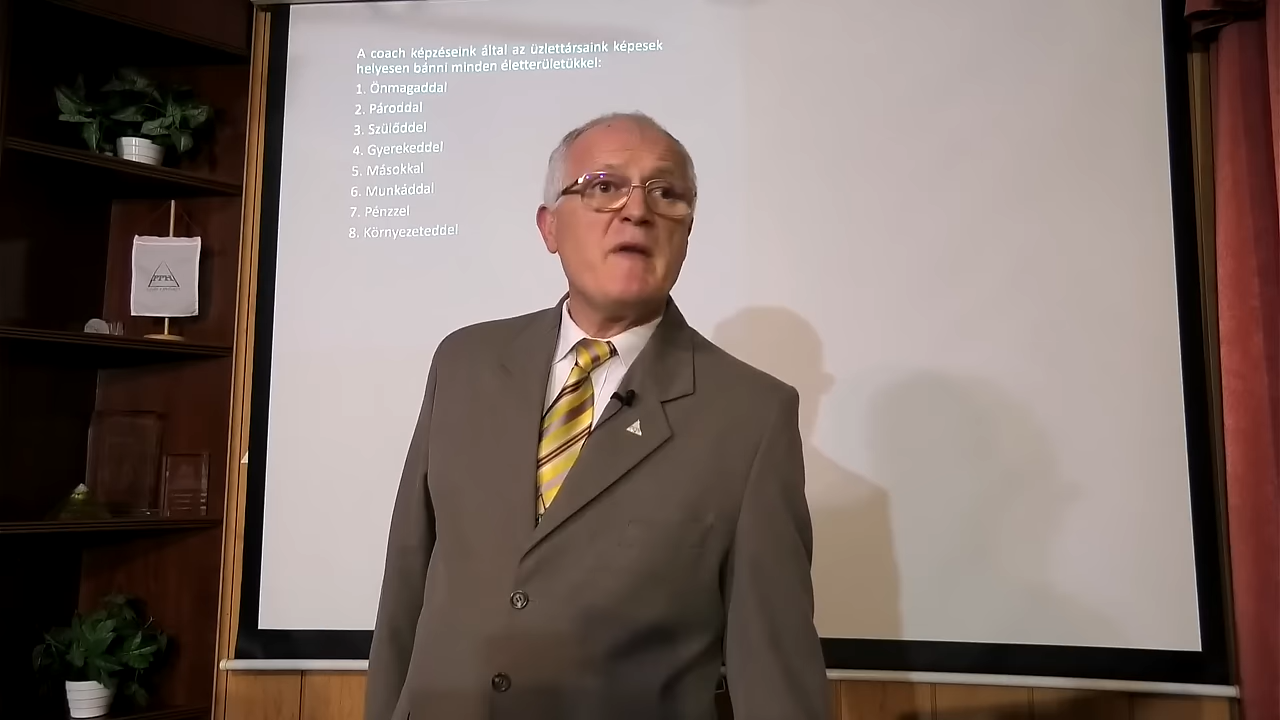 A coach képzéseink által az üzlettársaink képesek
helyesen bánni minden életterületükkel:
1. Önmagaddal
2. Pároddal
3. Szülőddel
4. Gyerekeddel
5. Másokkal
6. Munkáddal
7. Pénzzel
8. Környezeteddel